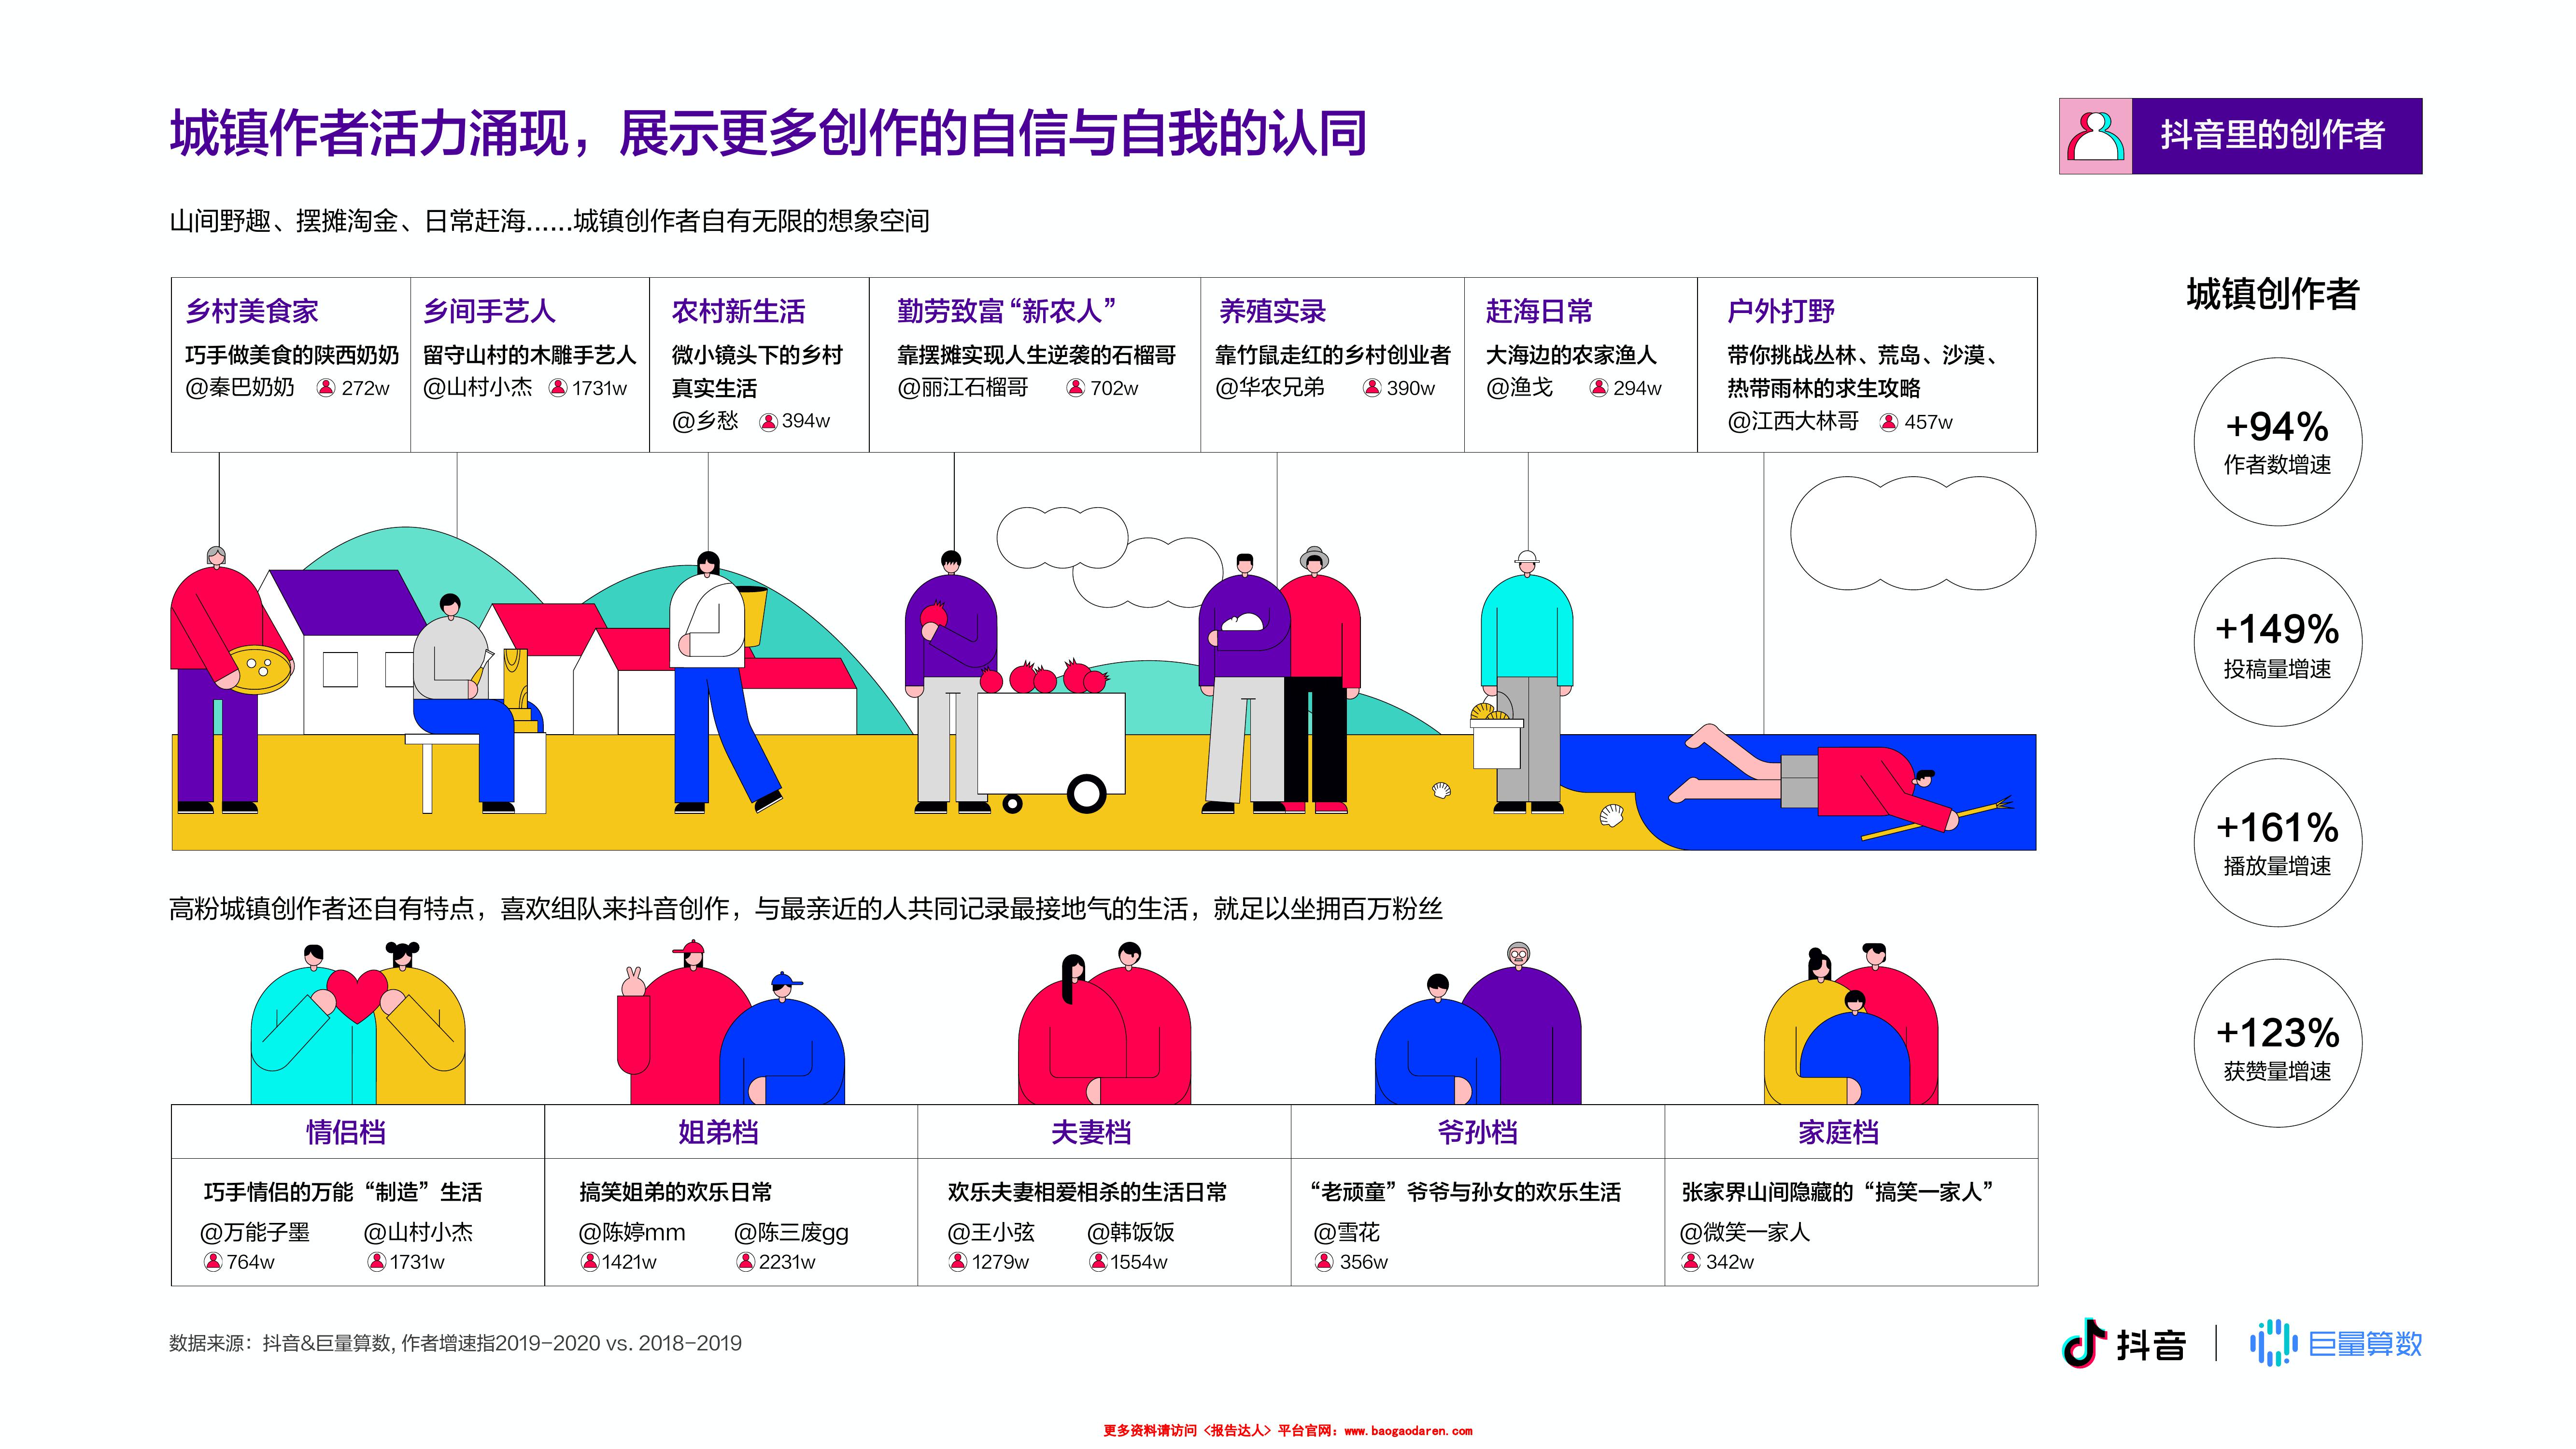 城镇作者活力涌现，展示更多创作的自信与自我的认同
抖音里的创作者
山间野趣、摆摊淘金、日常赶海......城镇创作者自有无限的想象空间
乡村美食家
巧手做美食的陕西奶奶
@秦巴奶奶 272w
乡间手艺人
留守山村的木雕手艺人
@山村小杰 1731w
农村新生活
微小镜头下的乡村
真实生活
@乡愁 394w
勤劳致富“新农人”
靠摆摊实现人生逆袭的石榴哥
@丽江石榴哥 702w
养殖实录
靠竹鼠走红的乡村创业者
@华农兄弟 390w
赶海日常
大海边的农家渔人
@渔戈 294w
户外打野
带你挑战丛林、荒岛、沙漠、
热带雨林的求生攻略
@江西大林哥 457w
城镇创作者
+94%
作者数增速
+149%
投稿量增速
+161%
播放量增速
+123%
获赞量增速
高粉城镇创作者还自有特点，喜欢组队来抖音创作，与最亲近的人共同记录最接地气的生活，就足以坐拥百万粉丝
情侣档
巧手情侣的万能“制造”生活
@万能子墨 @山村小杰
764w 1731w
姐弟档
搞笑姐弟的欢乐日常
@陈婷mm @陈三废gg
1421w 2231w
夫妻档
欢乐夫妻相爱相杀的生活日常
@王小弦 @韩饭饭
1279w 1554w
爷孙档
“老顽童”爷爷与孙女的欢乐生活
@雪花
356w
家庭档
张家界山间隐藏的“搞笑一家人”
@微笑一家人
342w
数据来源：抖音&巨量算数, 作者增速指2019-2020 vs. 2018-2019
抖音 | 巨量算数
更多资料请访问《报告达人》平台官网：www.baogaodaren.com